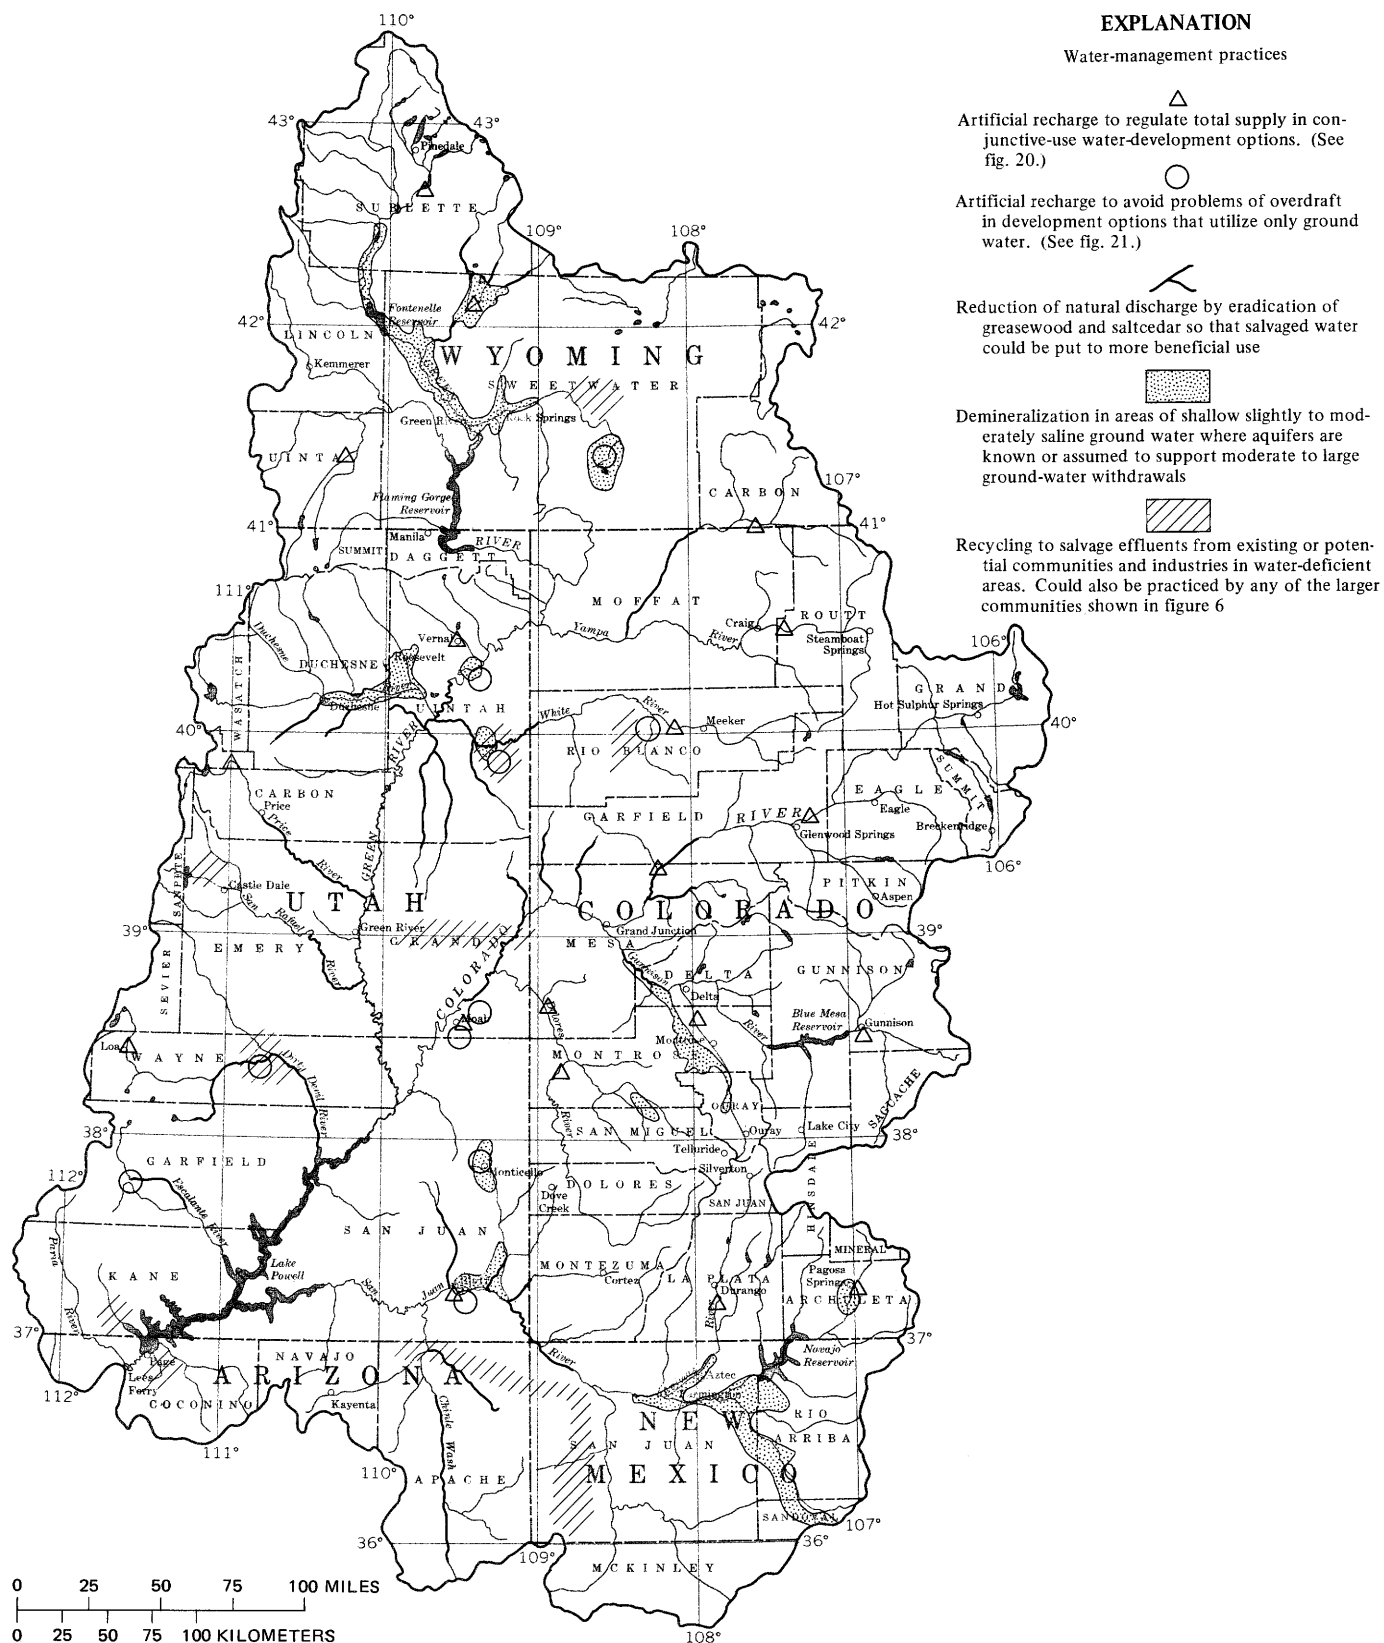 EXPLANATION
Water-management practices
Artificial recharge to regulate total supply in con-
junctive-use water-development options. (See
fig. 20.)
Artificial recharge to avoid problems of overdraft
in development options that utilize only ground
water. (See fig. 21.)
Reduction of natural discharge by eradication of
greasewood and saltcedar so that salvaged water
could be put to more beneficial use
Demineralization in areas of shallow slightly to mod-
erately saline ground water where aquifers are
known or assumed to support moderate to large
ground-water withdrawals
Recycling to salvage effluents from existing or poten-
tial communities and industries in water-deficient
areas. Could also be practiced by any of the larger
communities shown in figure 6
110°
43°
43°
Pinedale
SUBLETTE
109°
108°
Fontenelle
Reservoir
42°
42°
LINCOLN
WYOMING
Kemmerer
SWEETWATER
Green River
Rock Springs
UINTA
CARBON
107°
Flaming Gorge
Reservoir
41°
41°
Manila
RIVER
SUMMIT
DAGGETT
111°
MOFFAT
ROUTT
Craig
Yampa
River
Steamboat
Springs
106°
Duchesne
Vernal
Roosevelt
DUCHESNE
River
WASATCH
GRAND
Hot Sulphur Springs
Duchesne
UINTAH
White
River
Meeker
40°
40°
RIVER
RIO BLANCO
SUMMIT
CARBON
EAGLE
Price
Eagle
Price
GARFIELD
RIVER
Glenwood Springs
Breckenridge
River
GREEN
106°
SANPETE
PITKIN
Castle Dale
Aspen
UTAH
COLORADO
San
Rafael
River
Green River
Grand Junction
39°
39°
GRAND
MESA
EMERY
COLORADO
Gunnison
DELTA
GUNNISON
SEVIER
Delta
Moab
Dolores
River
Blue Mesa
Reservoir
Gunnison
Loa
WAYNE
Montrose
MONTROSE
Dirty Devil River
OURAY
SAGUACHE
River
38°
SAN MIGUEL
Ouray
Lake City
38°
GARFIELD
Telluride
112°
Monticello
Silverton
Escalante River
Dove
Creek
DOLORES
SAN JUAN
HINSDALE
SAN JUAN
Paria
River
MINERAL
Lake
Powell
MONTEZUMA
Pagosa
Springs
KANE
San
Juan
Cortez
LA PLATA
Durango
ARCHULETA
River
37°
37°
River
Navajo
Reservoir
Page
NAVAJO
Lees
Ferry
ARIZONA
Aztec
112°
Farmington
COCONINO
Kayenta
NEW
RIO
ARRIBA
Chinle Wash
111°
SAN JUAN
110°
APACHE
MEXICO
SANDOVAL
107°
36°
36°
109°
MCKINLEY
108°
0 25 50 75 100 MILES
0 25 50 75 100 KILOMETERS